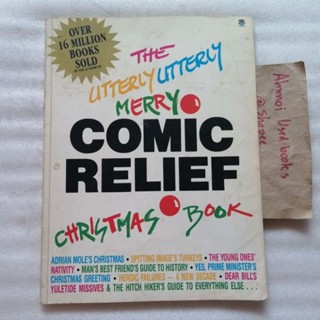 OVER
16 MILLION
BOOKS
SOLD
THE
UTTERLY UTTERLY
MERRY
COMIC
RELIEF
CHRISTMAS BOOK
ADRIAN MOLE'S CHRISTMAS • SPITTING IMAGE'S TURKEYS • THE YOUNG ONES'
NATIVITY • MAN'S BEST FRIEND'S GUIDE TO HISTORY • YES, PRIME MINISTER'S
CHRISTMAS GREETING • HEROIC FAILURES — A NEW DECADE • DEAR BILL'S
YULETIDE MISSIVES & THE HITCH HIKER'S GUIDE TO EVERYTHING ELSE . . .
Ahmoi Used books
@ Shopee